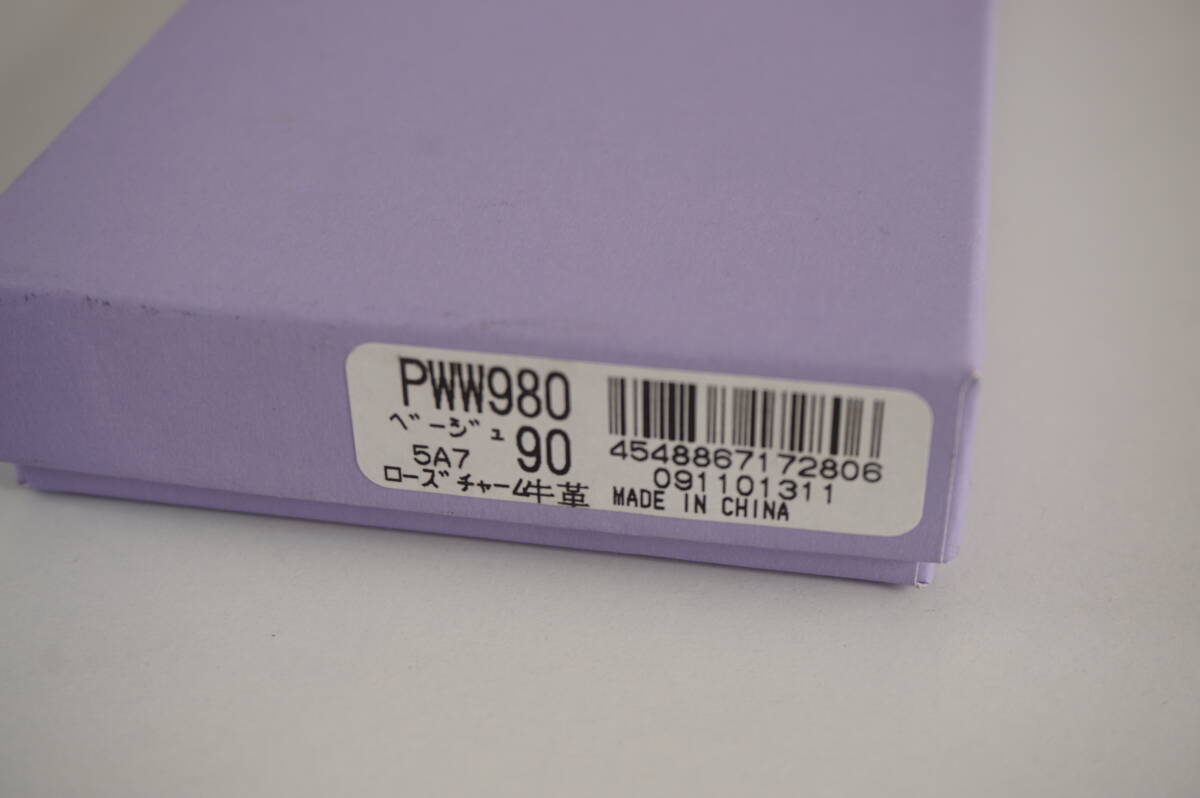 PWW980
ﾍﾞｰｼﾞｭ
5A7 90
ﾛｰｽﾞﾁｬｰﾑ牛革
4548867172806
091101311
MADE IN CHINA